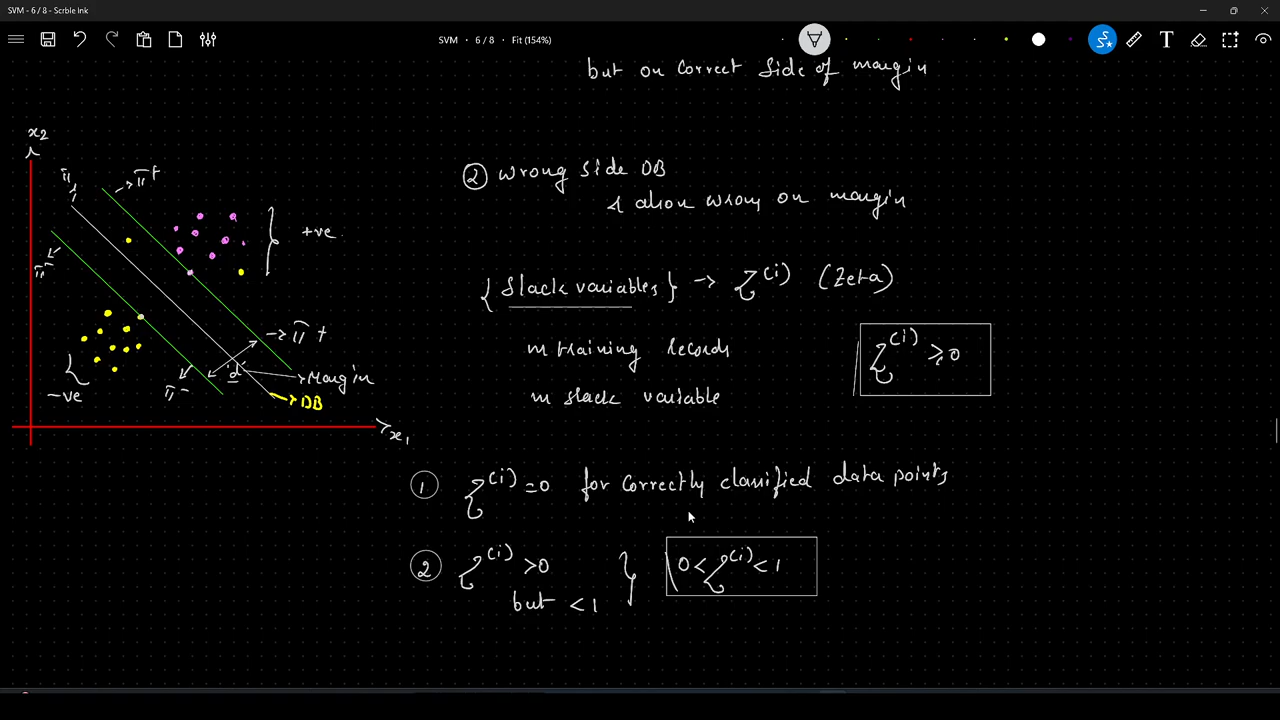 SVM - 6 / 8 - Scrble Ink
SVM • 6 / 8 • Fit (154%)
T
but on correct side of margin
x2
π
π+
② wrong side DB
& also wrong on margin
+ve
π-
{ Slack variables } → ζ(i) (Zeta)
π+
m training records
ζ(i) ≥ 0
d
Margin
-ve
π-
m slack variable
DB
x1
① ζ(i) = 0 for correctly classified data points
② ζ(i) > 0 } 0 < ζ(i) < 1
but < 1